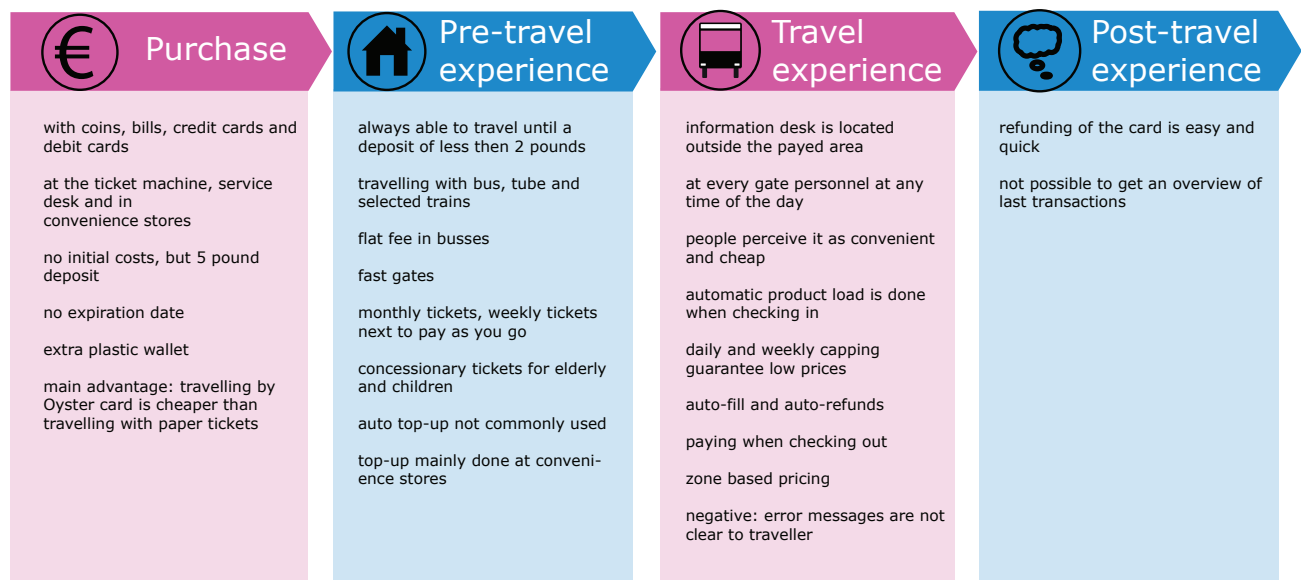 €
Purchase
with coins, bills, credit cards and
debit cards
at the ticket machine, service
desk and in
convenience stores
no initial costs, but 5 pound
deposit
no expiration date
extra plastic wallet
main advantage: travelling by
Oyster card is cheaper than
travelling with paper tickets
Pre-travel
experience
always able to travel until a
deposit of less then 2 pounds
travelling with bus, tube and
selected trains
flat fee in busses
fast gates
monthly tickets, weekly tickets
next to pay as you go
concessionary tickets for elderly
and children
auto top-up not commonly used
top-up mainly done at conveni-
ence stores
Travel
experience
information desk is located
outside the payed area
at every gate personnel at any
time of the day
people perceive it as convenient
and cheap
automatic product load is done
when checking in
daily and weekly capping
guarantee low prices
auto-fill and auto-refunds
paying when checking out
zone based pricing
negative: error messages are not
clear to traveller
Post-travel
experience
refunding of the card is easy and
quick
not possible to get an overview of
last transactions